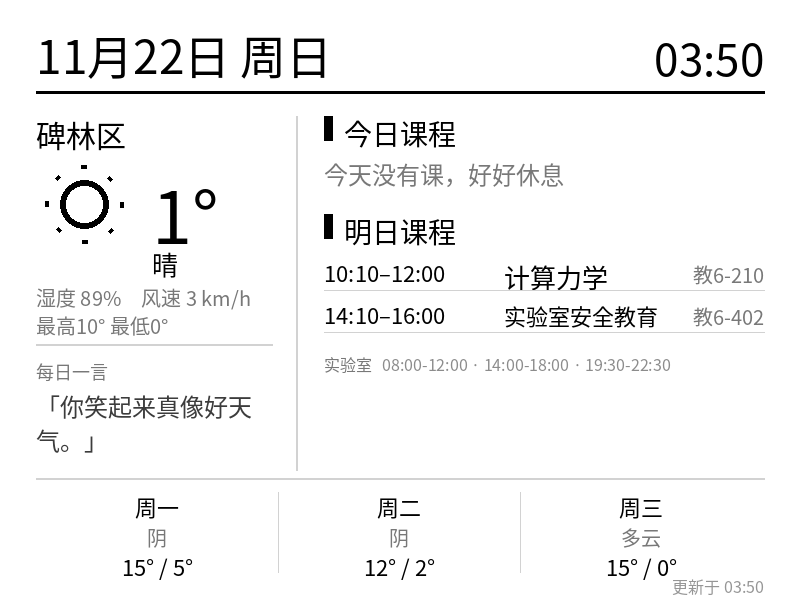 11月22日 周日
03:50
碑林区
1°
晴
湿度 89% 风速 3 km/h
最高10° 最低0°
每日一言
「你笑起来真像好天
气。」
今日课程
今天没有课，好好休息
明日课程
10:10–12:00 计算力学 教6-210
14:10–16:00 实验室安全教育 教6-402
实验室 08:00-12:00 · 14:00-18:00 · 19:30-22:30
周一
阴
15° / 5°
周二
阴
12° / 2°
周三
多云
15° / 0°
更新于 03:50